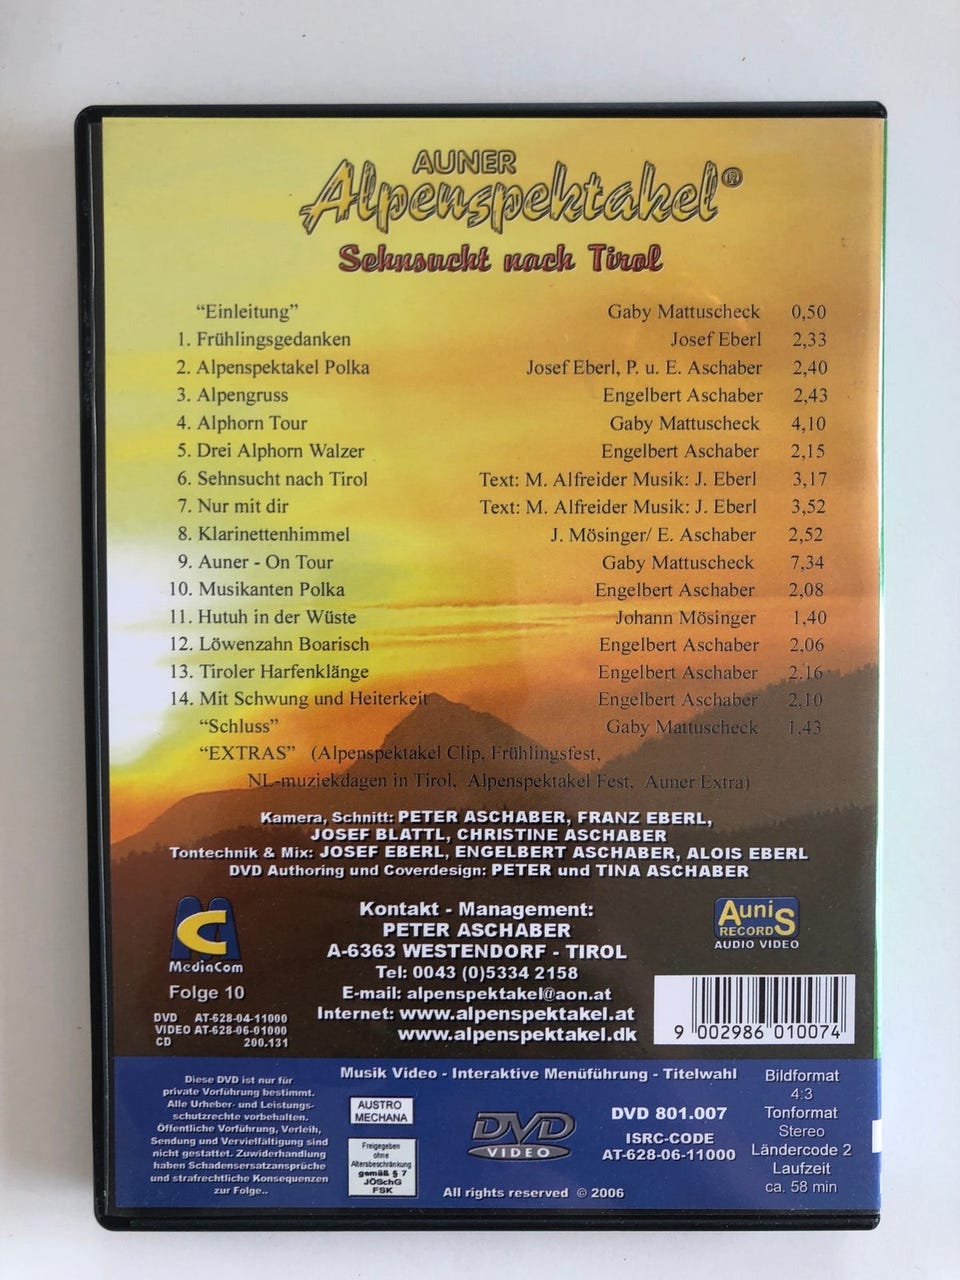 AUNER
Alpenspektakel®
Sehnsucht nach Tirol
“Einleitung” Gaby Mattuscheck 0,50
1. Frühlingsgedanken Josef Eberl 2,33
2. Alpenspektakel Polka Josef Eberl, P. u. E. Aschaber 2,40
3. Alpengruss Engelbert Aschaber 2,43
4. Alphorn Tour Gaby Mattuscheck 4,10
5. Drei Alphorn Walzer Engelbert Aschaber 2,15
6. Sehnsucht nach Tirol Text: M. Alfreider Musik: J. Eberl 3,17
7. Nur mit dir Text: M. Alfreider Musik: J. Eberl 3,52
8. Klarinettenhimmel J. Mösinger/ E. Aschaber 2,52
9. Auner - On Tour Gaby Mattuscheck 7,34
10. Musikanten Polka Engelbert Aschaber 2,08
11. Hutuh in der Wüste Johann Mösinger 1,40
12. Löwenzahn Boarisch Engelbert Aschaber 2,06
13. Tiroler Harfenklänge Engelbert Aschaber 2.16
14. Mit Schwung und Heiterkeit Engelbert Aschaber 2,10
“Schluss” Gaby Mattuscheck 1.43
“EXTRAS” (Alpenspektakel Clip, Frühlingsfest,
NL-muziekdagen in Tirol, Alpenspektakel Fest, Auner Extra)
Kamera, Schnitt: PETER ASCHABER, FRANZ EBERL,
JOSEF BLATTL, CHRISTINE ASCHABER
Tontechnik & Mix: JOSEF EBERL, ENGELBERT ASCHABER, ALOIS EBERL
DVD Authoring und Coverdesign: PETER und TINA ASCHABER
MC
MediaCom
Folge 10
DVD AT-628-04-11000
VIDEO AT-628-06-01000
CD 200.131
Kontakt - Management:
PETER ASCHABER
A-6363 WESTENDORF - TIROL
Tel: 0043 (0)5334 2158
E-mail: alpenspektakel@aon.at
Internet: www.alpenspektakel.at
www.alpenspektakel.dk
AuniS
RECORDS
AUDIO VIDEO
9 002986 010074
Diese DVD ist nur für
private Vorführung bestimmt.
Alle Urheber- und Leistungs-
schutzrechte vorbehalten.
Öffentliche Vorführung, Verleih,
Sendung und Vervielfältigung sind
nicht gestattet. Zuwiderhandlung
haben Schadensersatzansprüche
und strafrechtliche Konsequenzen
zur Folge..
Musik Video - Interaktive Menüführung - Titelwahl
AUSTRO
MECHANA
Freigegeben
ohne
Altersbeschränkung
gemäß § 7
JÖSchG
FSK
DVD
VIDEO
All rights reserved © 2006
DVD 801.007
ISRC-CODE
AT-628-06-11000
Bildformat
4:3
Tonformat
Stereo
Ländercode 2
Laufzeit
ca. 58 min